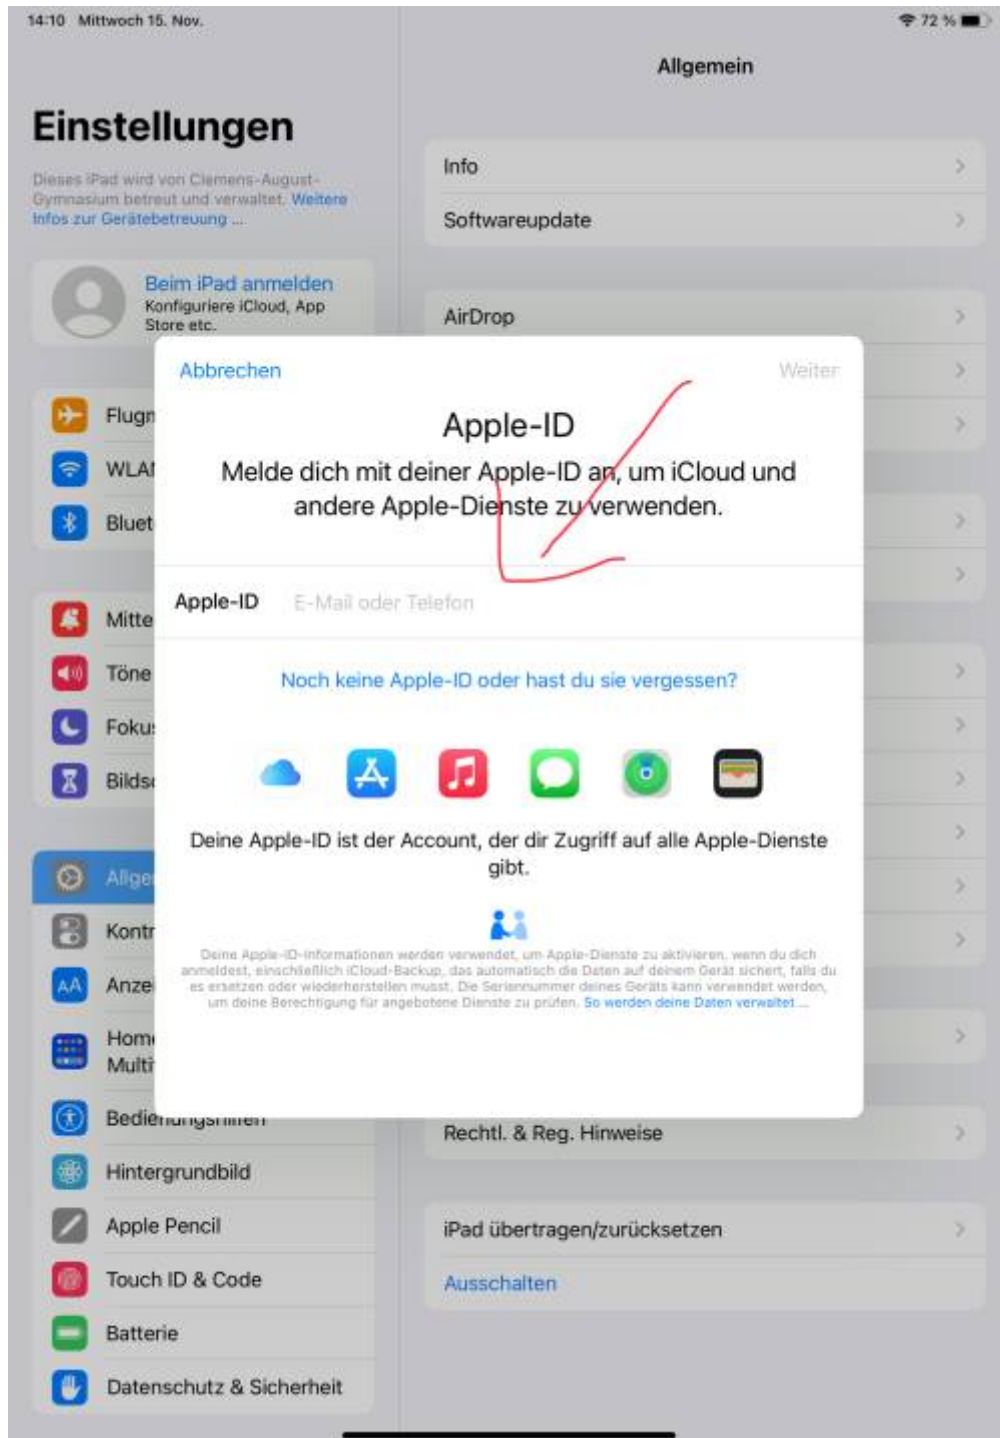 14:10 Mittwoch 15. Nov.
72 %
Allgemein
Einstellungen
Dieses iPad wird von Clemens-August-
Gymnasium betreut und verwaltet. Weitere
Infos zur Gerätebetreuung ...
Beim iPad anmelden
Konfiguriere iCloud, App
Store etc.
Info
Softwareupdate
AirDrop
Abbrechen
Weiter
Apple-ID
Melde dich mit deiner Apple-ID an, um iCloud und
andere Apple-Dienste zu verwenden.
Apple-ID E-Mail oder Telefon
Noch keine Apple-ID oder hast du sie vergessen?
Deine Apple-ID ist der Account, der dir Zugriff auf alle Apple-Dienste
gibt.
Deine Apple-ID-Informationen werden verwendet, um Apple-Dienste zu aktivieren, wenn du dich
anmeldest, einschließlich iCloud-Backup, das automatisch die Daten auf deinem Gerät sichert, falls du
es ersetzen oder wiederherstellen musst. Die Seriennummer deines Geräts kann verwendet werden,
um deine Berechtigung für angebotene Dienste zu prüfen. So werden deine Daten verwaltet ...
Flugm
WLAN
Bluet
Mitte
Töne
Fokus
Bildsc
Allge
Kontr
Anze
Home
Multi
Bedienungshilfen
Hintergrundbild
Apple Pencil
Touch ID & Code
Batterie
Datenschutz & Sicherheit
Rechtl. & Reg. Hinweise
iPad übertragen/zurücksetzen
Ausschalten